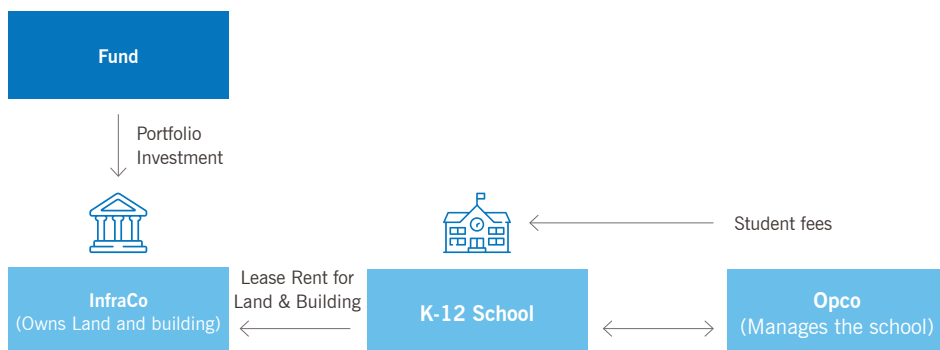 Fund
Portfolio
Investment
Student fees
InfraCo
(Owns Land and building)
Lease Rent for
Land & Building
K-12 School
Opco
(Manages the school)